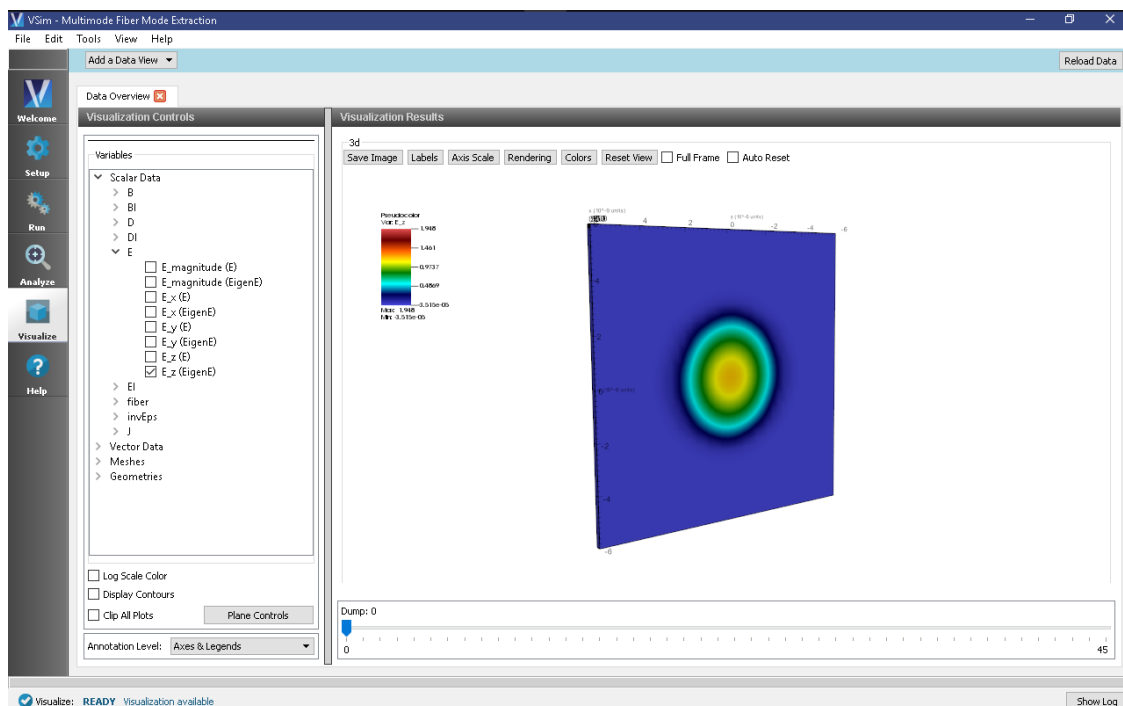 VSim - Multimode Fiber Mode Extraction
File Edit Tools View Help
Add a Data View
Reload Data
Data Overview
Welcome
Setup
Run
Analyze
Visualize
Help
Visualization Controls
Variables
Scalar Data
B
BI
D
DI
E
E_magnitude (E)
E_magnitude (EigenE)
E_x (E)
E_x (EigenE)
E_y (E)
E_y (EigenE)
E_z (E)
E_z (EigenE)
EI
fiber
invEps
J
Vector Data
Meshes
Geometries
Log Scale Color
Display Contours
Clip All Plots
Plane Controls
Annotation Level: Axes & Legends
Visualization Results
3d
Save Image Labels Axis Scale Rendering Colors Reset View Full Frame Auto Reset
Pseudocolor
Var: E_z
1.948
1.461
0.9737
0.4869
-3.515e-05
Max: 1.948
Min: -3.515e-05
4 2 0 -2 -4 -6
-2
-4
-6
Dump: 0
0 45
Visualize: READY Visualization available
Show Log